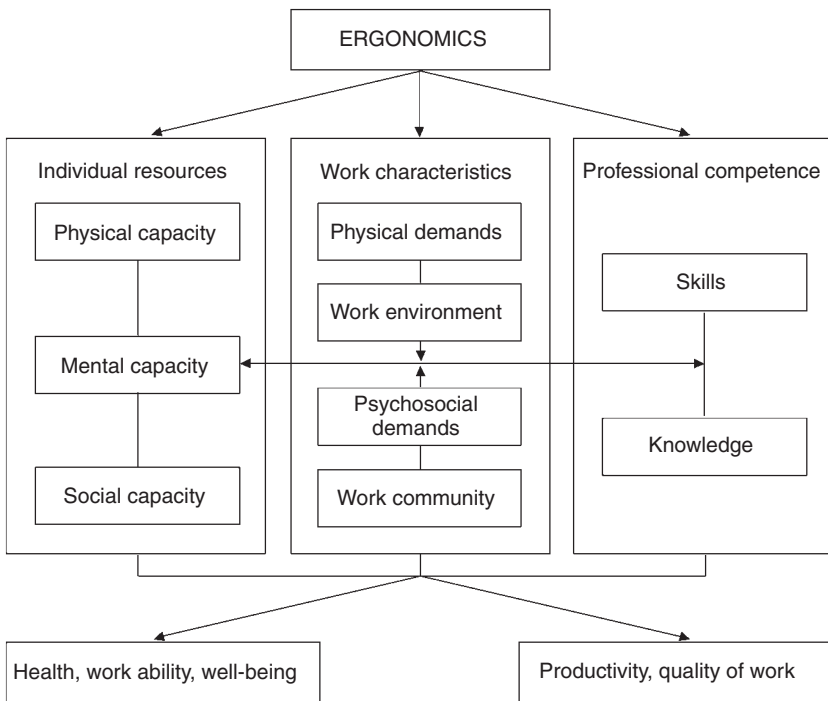 ERGONOMICS
Individual resources
Physical capacity
Mental capacity
Social capacity
Work characteristics
Physical demands
Work environment
Psychosocial
demands
Work community
Professional competence
Skills
Knowledge
Health, work ability, well-being
Productivity, quality of work